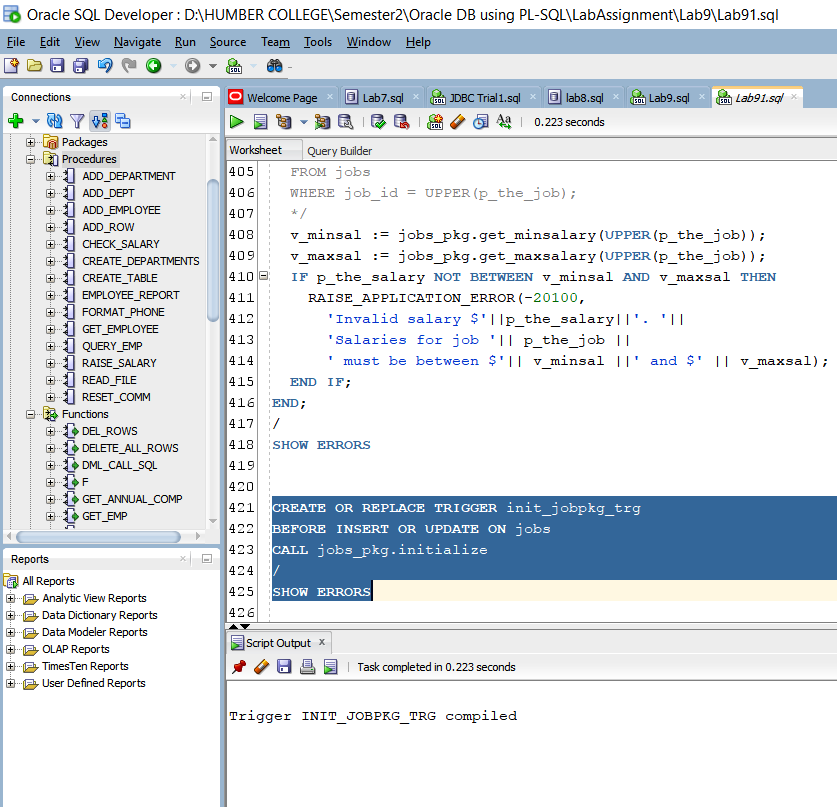 Oracle SQL Developer : D:\HUMBER COLLEGE\Semester2\Oracle DB using PL-SQL\LabAssignment\Lab9\Lab91.sql
File Edit View Navigate Run Source Team Tools Window Help
Connections
Packages
Procedures
ADD_DEPARTMENT
ADD_DEPT
ADD_EMPLOYEE
ADD_ROW
CHECK_SALARY
CREATE_DEPARTMENTS
CREATE_TABLE
EMPLOYEE_REPORT
FORMAT_PHONE
GET_EMPLOYEE
QUERY_EMP
RAISE_SALARY
READ_FILE
RESET_COMM
Functions
DEL_ROWS
DELETE_ALL_ROWS
DML_CALL_SQL
F
GET_ANNUAL_COMP
GET_EMP
Reports
All Reports
Analytic View Reports
Data Dictionary Reports
Data Modeler Reports
OLAP Reports
TimesTen Reports
User Defined Reports
Welcome Page Lab7.sql JDBC Trial1.sql lab8.sql Lab9.sql Lab91.sql
0.223 seconds
Worksheet Query Builder
405 FROM jobs
406 WHERE job_id = UPPER(p_the_job);
407 */
408 v_minsal := jobs_pkg.get_minsalary(UPPER(p_the_job));
409 v_maxsal := jobs_pkg.get_maxsalary(UPPER(p_the_job));
410 IF p_the_salary NOT BETWEEN v_minsal AND v_maxsal THEN
411 RAISE_APPLICATION_ERROR(-20100,
412 'Invalid salary $'||p_the_salary||'. '||
413 'Salaries for job '|| p_the_job ||
414 ' must be between $'|| v_minsal ||' and $' || v_maxsal);
415 END IF;
416 END;
417 /
418 SHOW ERRORS
419
420
421 CREATE OR REPLACE TRIGGER init_jobpkg_trg
422 BEFORE INSERT OR UPDATE ON jobs
423 CALL jobs_pkg.initialize
424 /
425 SHOW ERRORS
426
Script Output
Task completed in 0.223 seconds
Trigger INIT_JOBPKG_TRG compiled